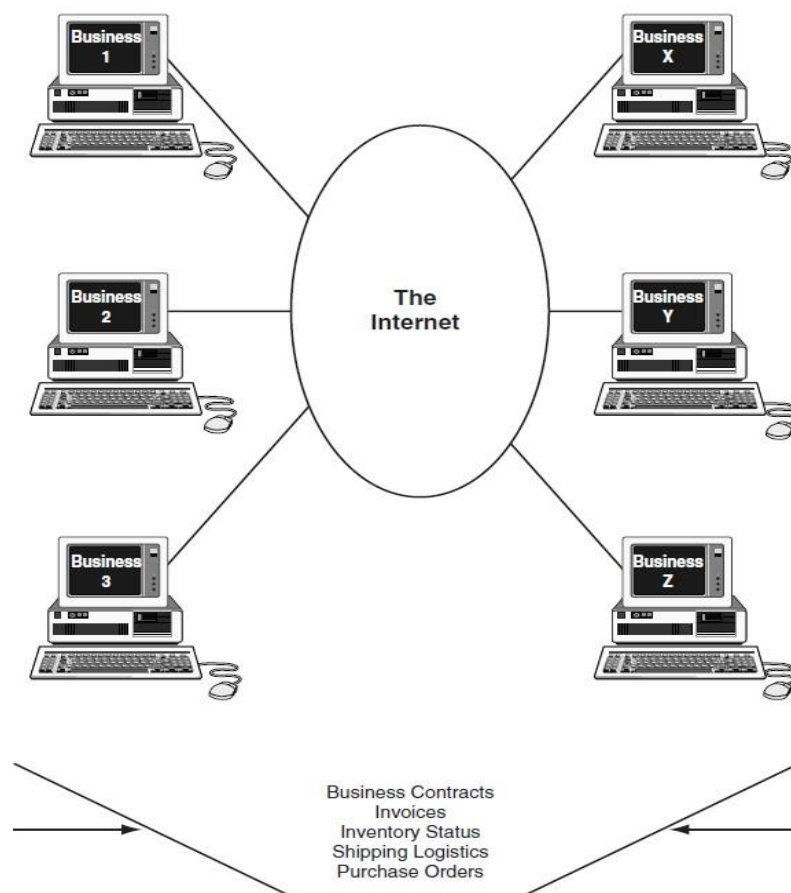 Business
1
Business
X
Business
2
The
Internet
Business
Y
Business
3
Business
Z
Business Contracts
Invoices
Inventory Status
Shipping Logistics
Purchase Orders